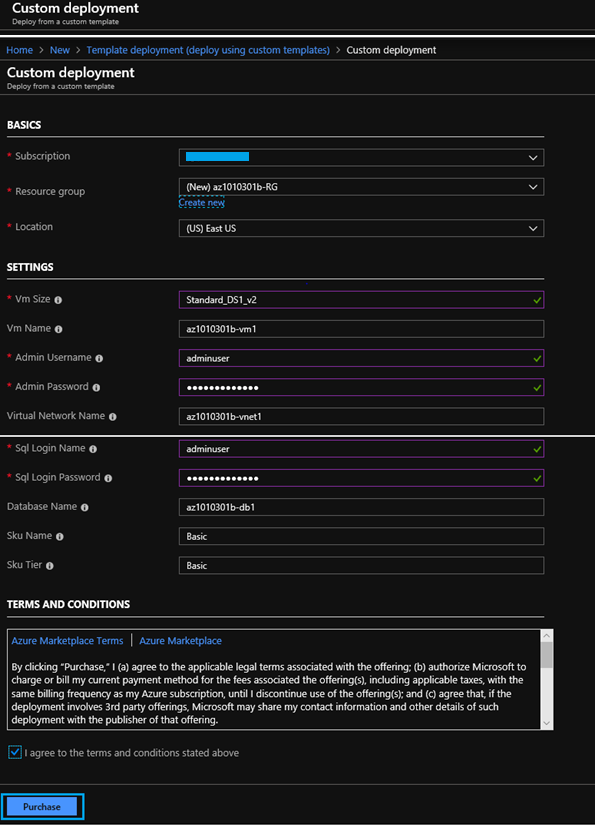 Custom deployment
Deploy from a custom template
Home > New > Template deployment (deploy using custom templates) > Custom deployment
Custom deployment
Deploy from a custom template
BASICS
* Subscription
* Resource group (New) az1010301b-RG
Create new
* Location (US) East US
SETTINGS
* Vm Size Standard_DS1_v2
Vm Name az1010301b-vm1
* Admin Username adminuser
* Admin Password •••••••••••••
Virtual Network Name az1010301b-vnet1
* Sql Login Name adminuser
* Sql Login Password •••••••••••••
Database Name az1010301b-db1
Sku Name Basic
Sku Tier Basic
TERMS AND CONDITIONS
Azure Marketplace Terms | Azure Marketplace
By clicking “Purchase,” I (a) agree to the applicable legal terms associated with the offering; (b) authorize Microsoft to
charge or bill my current payment method for the fees associated the offering(s), including applicable taxes, with the
same billing frequency as my Azure subscription, until I discontinue use of the offering(s); and (c) agree that, if the
deployment involves 3rd party offerings, Microsoft may share my contact information and other details of such
deployment with the publisher of that offering.
I agree to the terms and conditions stated above
Purchase